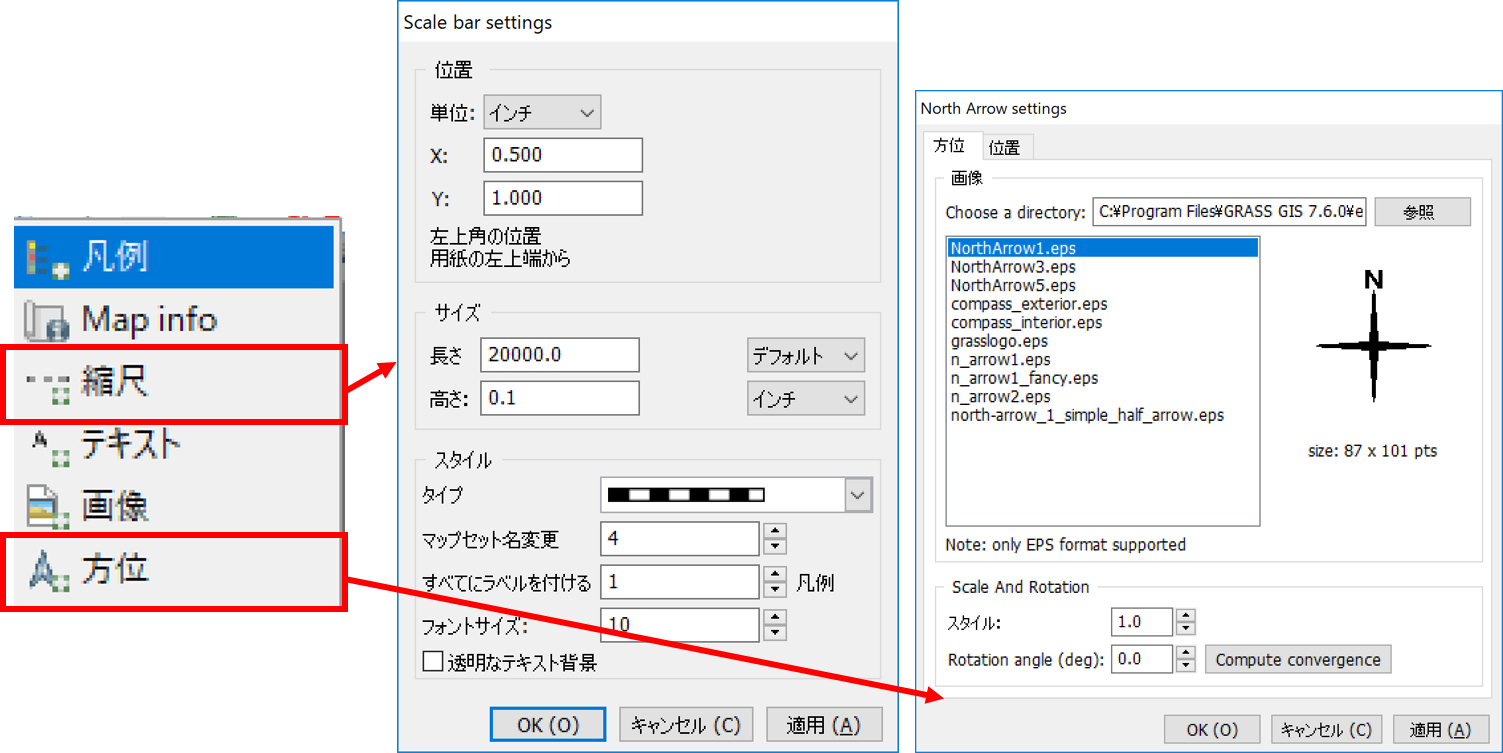 凡例
Map info
縮尺
テキスト
画像
方位
Scale bar settings
位置
単位: インチ
X: 0.500
Y: 1.000
左上角の位置
用紙の左上端から
サイズ
長さ 20000.0 デフォルト
高さ: 0.1 インチ
スタイル
タイプ
マップセット名変更 4
すべてにラベルを付ける 1 凡例
フォントサイズ: 10
透明なテキスト背景
OK (O) キャンセル (C) 適用 (A)
North Arrow settings
方位 位置
画像
Choose a directory: C:¥Program Files¥GRASS GIS 7.6.0¥e 参照
NorthArrow1.eps
NorthArrow3.eps
NorthArrow5.eps
compass_exterior.eps
compass_interior.eps
grasslogo.eps
n_arrow1.eps
n_arrow1_fancy.eps
n_arrow2.eps
north-arrow_1_simple_half_arrow.eps
N
size: 87 x 101 pts
Note: only EPS format supported
Scale And Rotation
スタイル: 1.0
Rotation angle (deg): 0.0 Compute convergence
OK (O) キャンセル (C) 適用 (A)